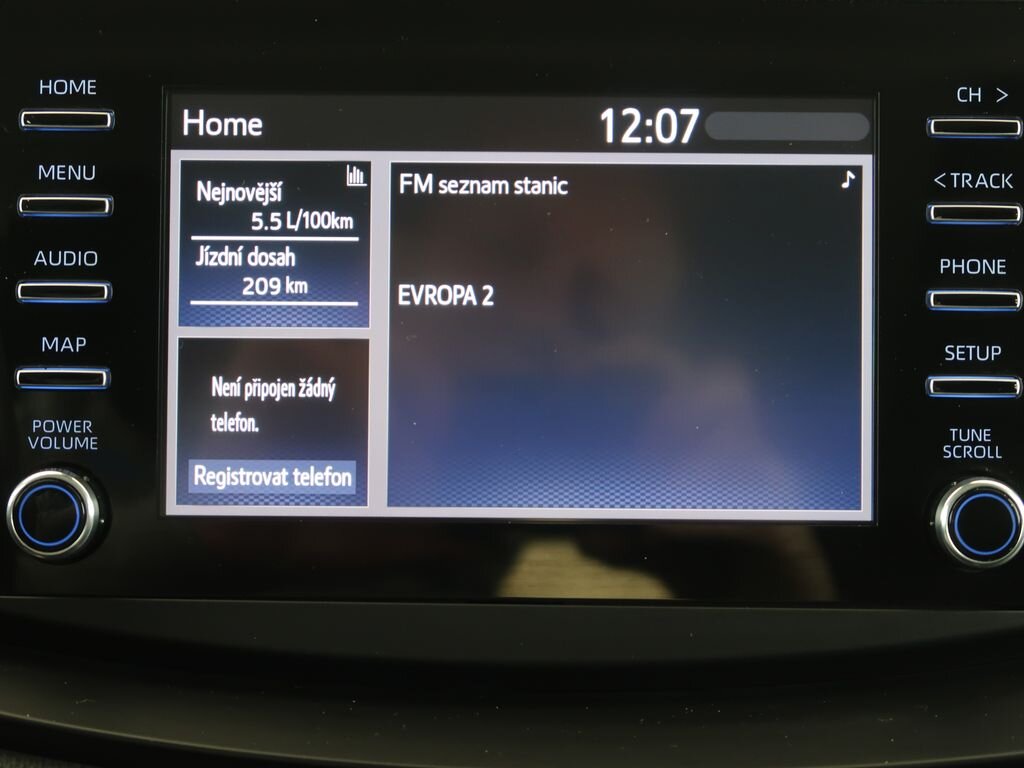 HOME
MENU
AUDIO
MAP
POWER
VOLUME
Home
12:07
Nejnovější
5.5 L/100km
Jízdní dosah
209 km
Není připojen žádný
telefon.
Registrovat telefon
FM seznam stanic
EVROPA 2
CH >
< TRACK
PHONE
SETUP
TUNE
SCROLL